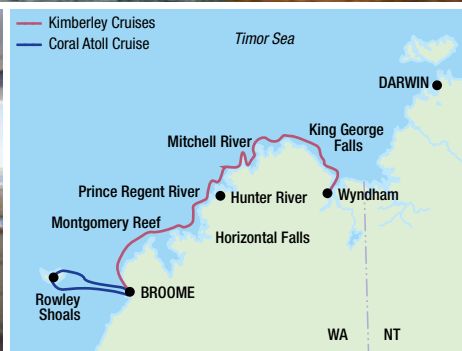 Kimberley Cruises
Coral Atoll Cruise
Timor Sea
DARWIN
King George
Falls
Mitchell River
Prince Regent River
Hunter River
Wyndham
Montgomery Reef
Horizontal Falls
Rowley
Shoals
BROOME
WA
NT